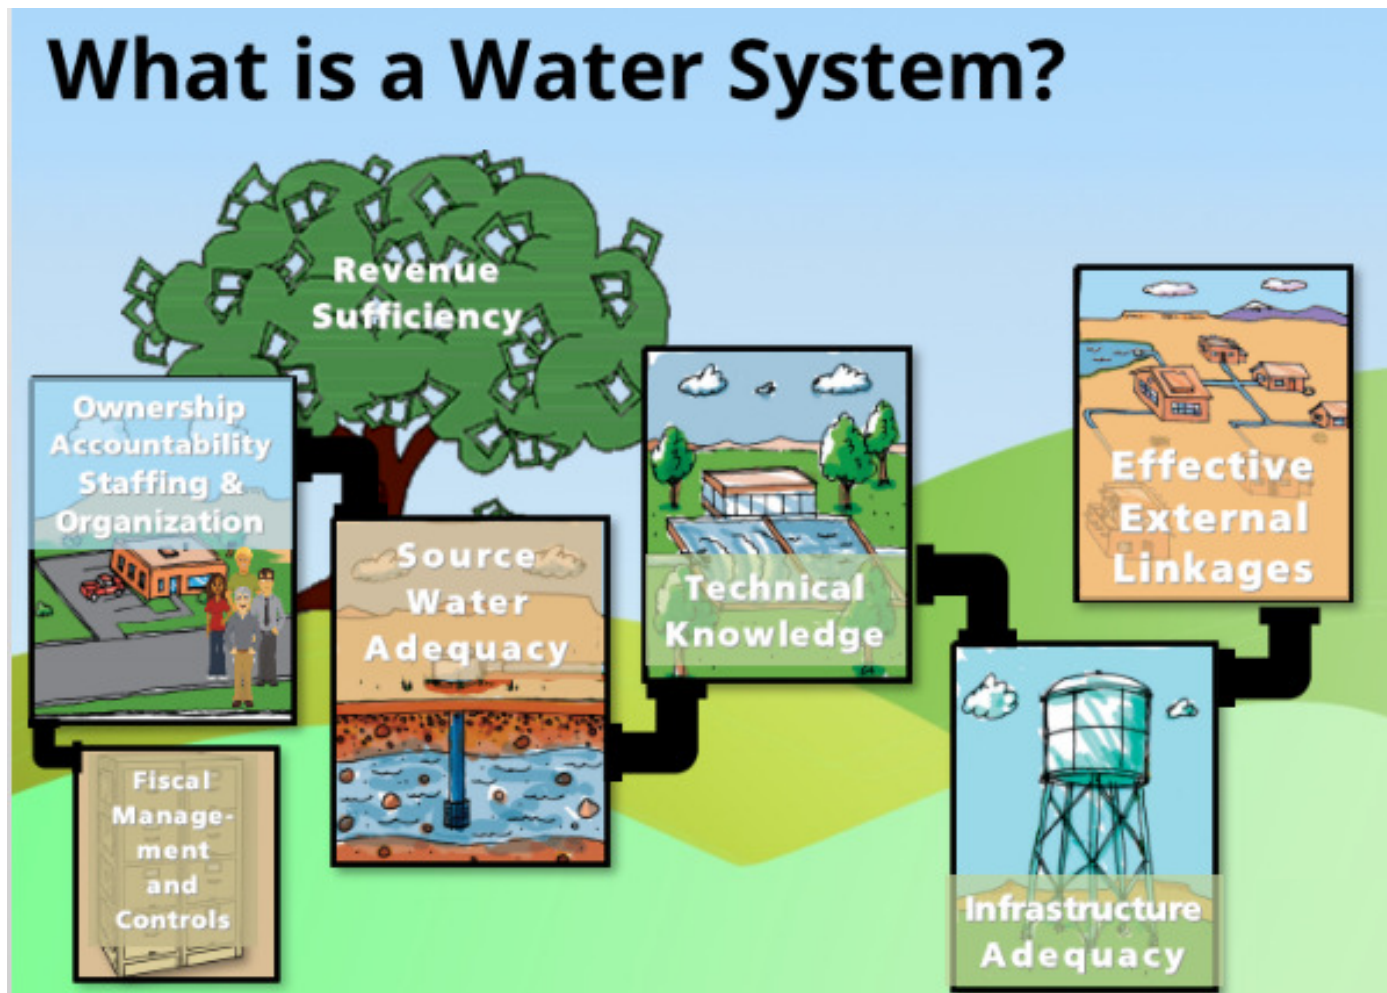 What is a Water System?
Revenue
Sufficiency
Ownership
Accountability
Staffing &
Organization
Fiscal
Manage-
ment
and
Controls
Source
Water
Adequacy
Technical
Knowledge
Effective
External
Linkages
Infrastructure
Adequacy